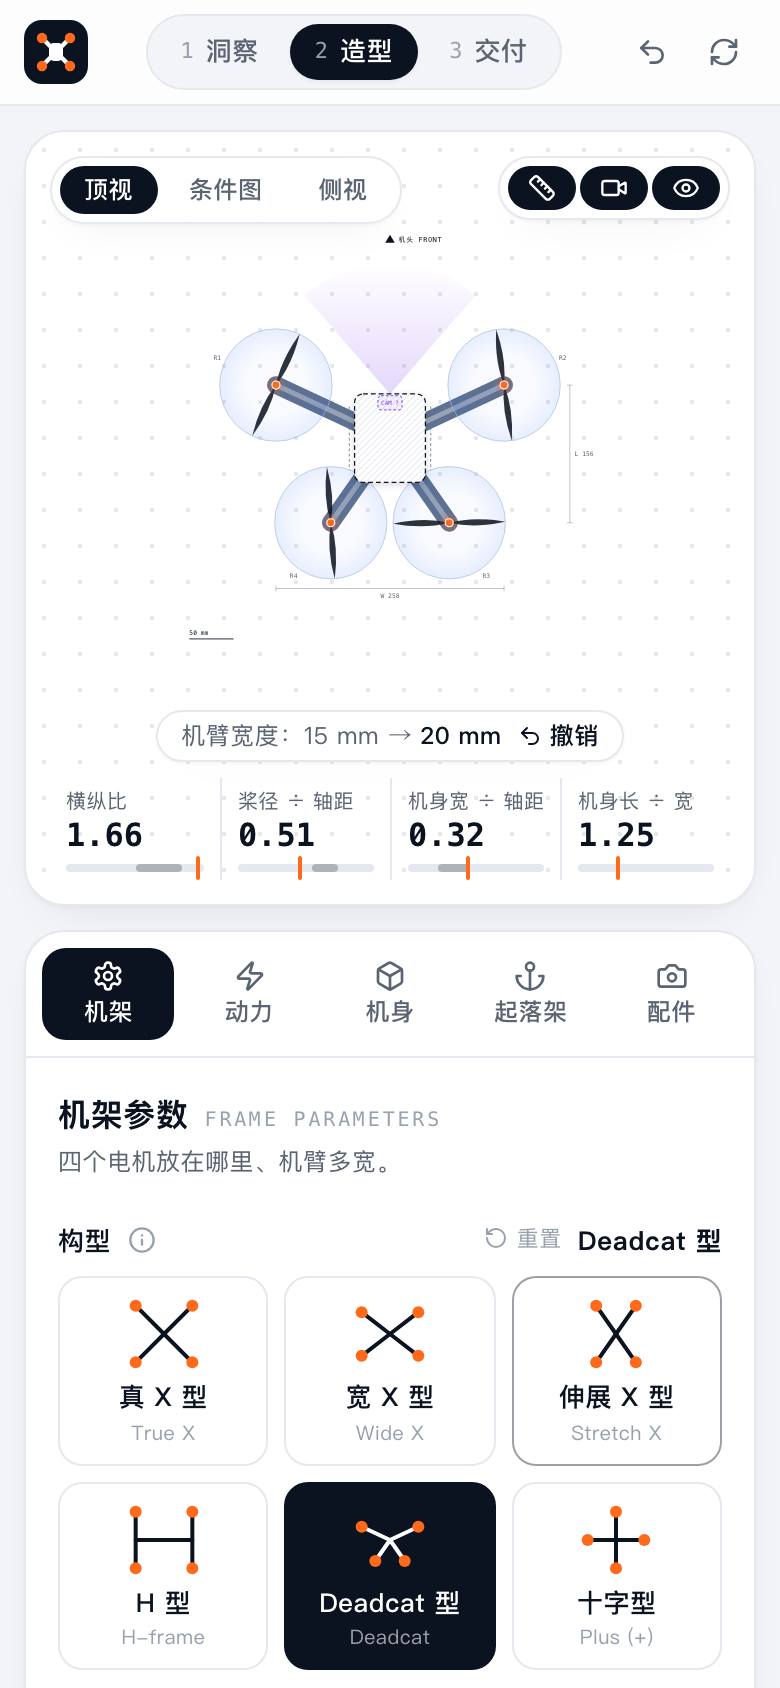 1 洞察 2 造型 3 交付
顶视 条件图 侧视
▲ 机头 FRONT
R1
R2
CAM ?
L 156
R4
R3
W 258
50 mm
机臂宽度：15 mm → 20 mm 撤销
横纵比 桨径 ÷ 轴距 机身宽 ÷ 轴距 机身长 ÷ 宽
1.66 0.51 0.32 1.25
机架 动力 机身 起落架 配件
机架参数 FRAME PARAMETERS
四个电机放在哪里、机臂多宽。
构型 重置 Deadcat 型
真 X 型 宽 X 型 伸展 X 型
True X Wide X Stretch X
H 型 Deadcat 型 十字型
H-frame Deadcat Plus (+)